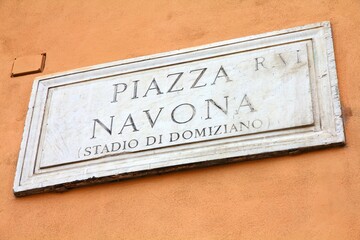 PIAZZA R VI
NAVONA
(STADIO DI DOMIZIANO)